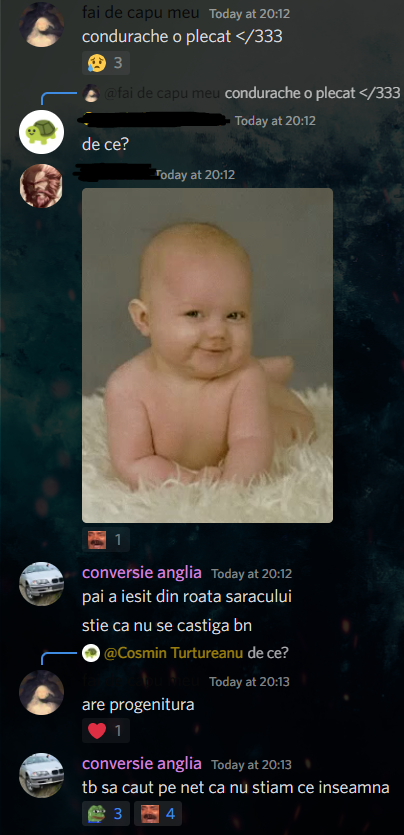 fai de capu meu Today at 20:12
condurache o plecat </333
3
@fai de capu meu condurache o plecat </333
Today at 20:12
de ce?
Today at 20:12
1
conversie anglia Today at 20:12
pai a iesit din roata saracului
stie ca nu se castiga bn
@Cosmin Turtureanu de ce?
Today at 20:13
are progenitura
1
conversie anglia Today at 20:13
tb sa caut pe net ca nu stiam ce inseamna
3 4